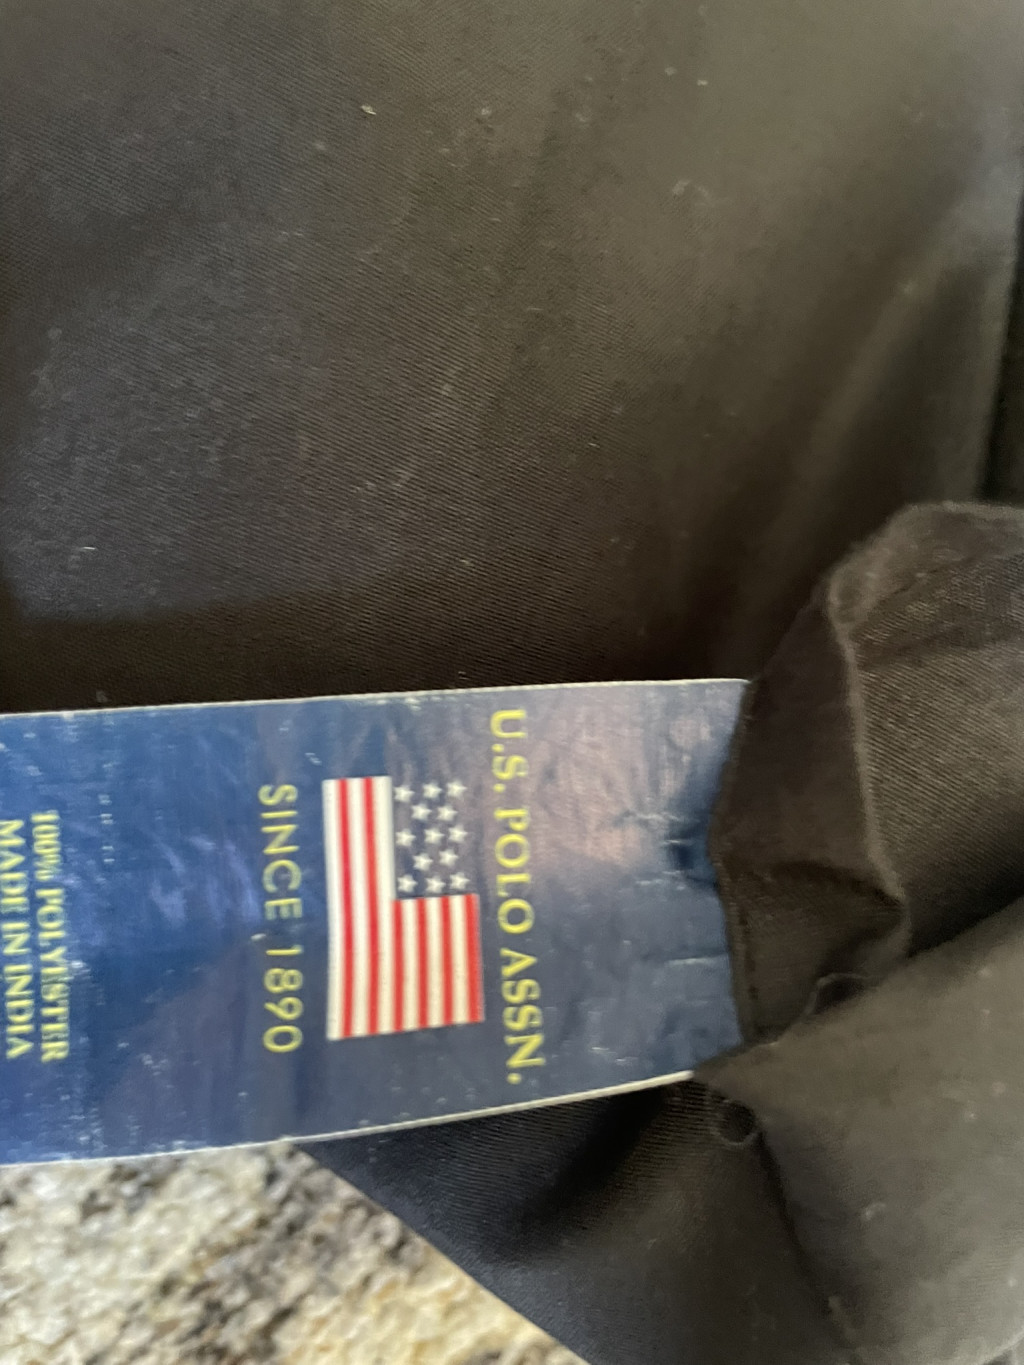 U.S. POLO ASSN.
SINCE 1890
100% POLYESTER
MADE IN INDIA